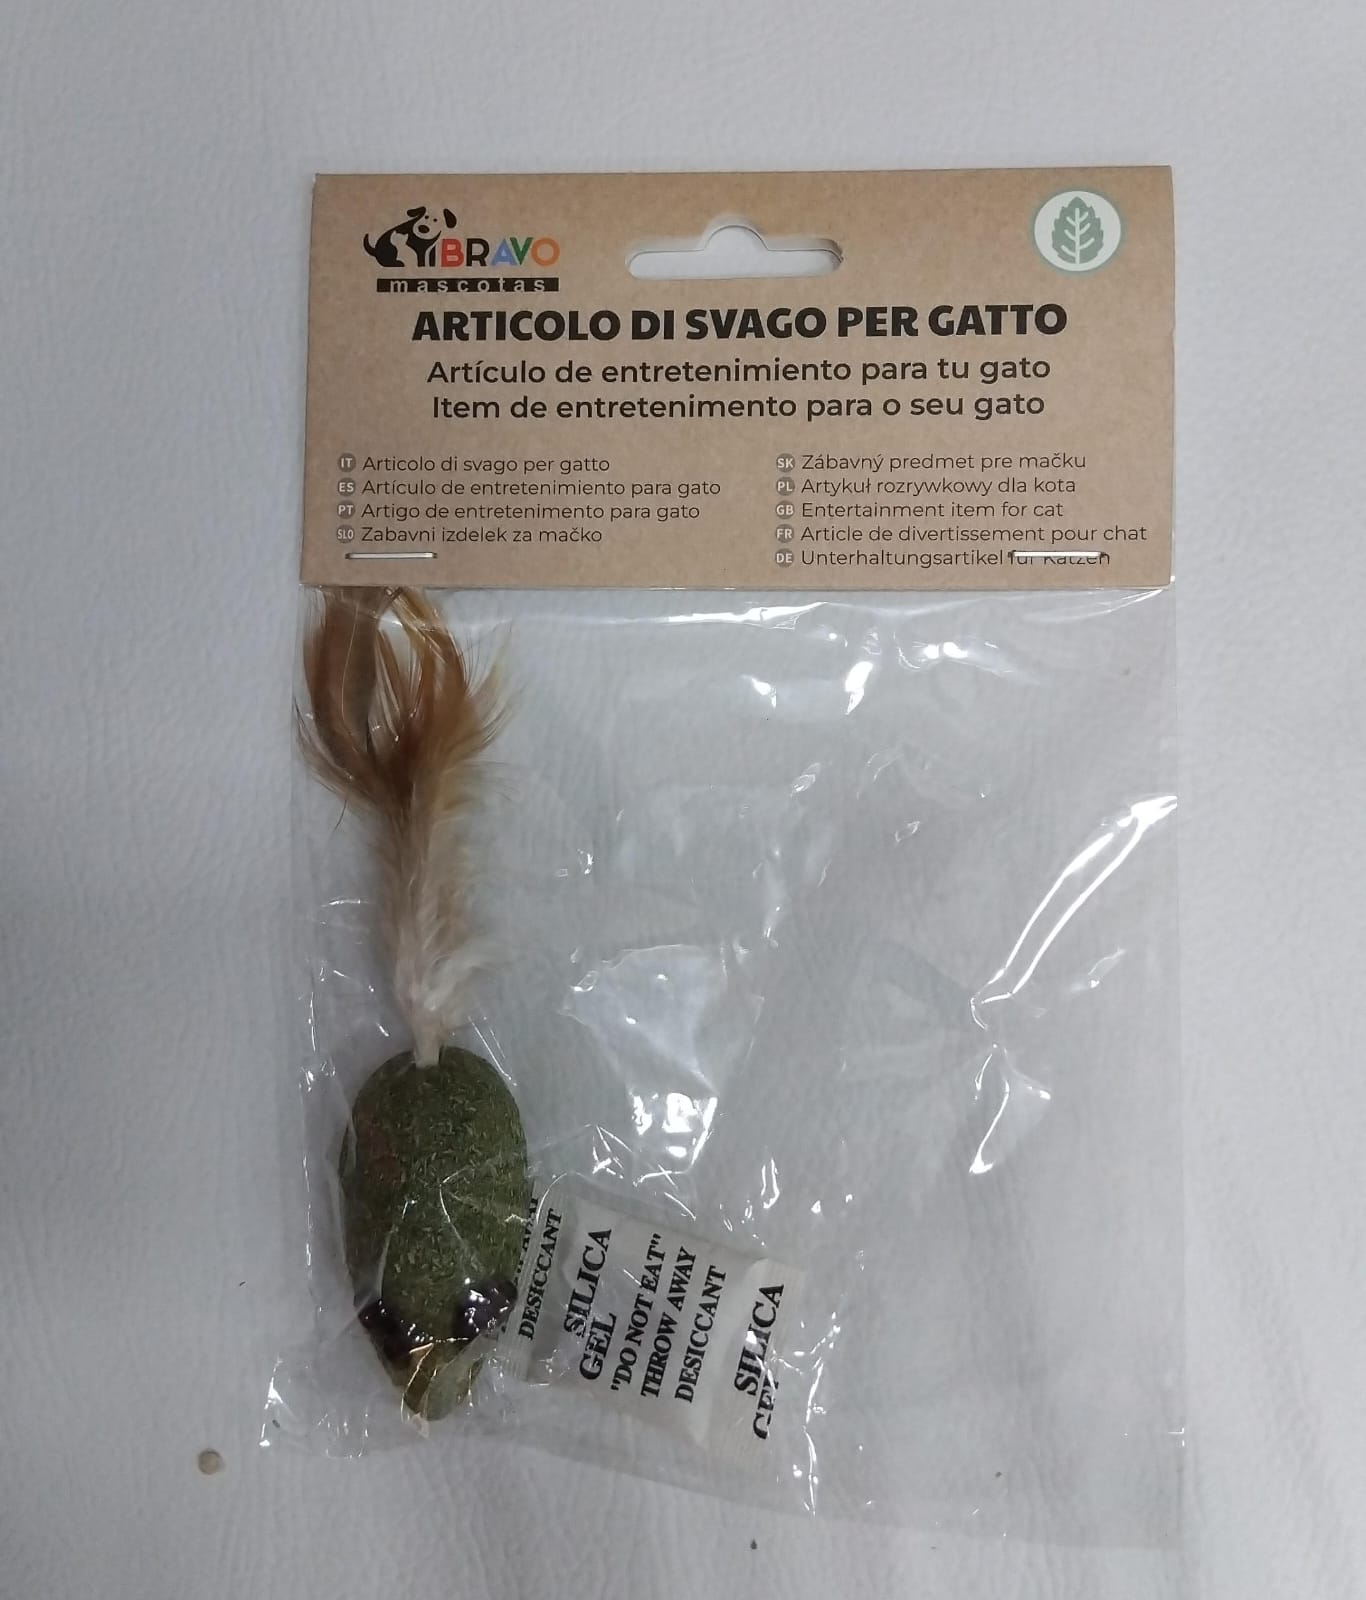 BRAVO
mascotas
ARTICOLO DI SVAGO PER GATTO
Artículo de entretenimiento para tu gato
Item de entretenimento para o seu gato
IT Articolo di svago per gatto
ES Artículo de entretenimiento para gato
PT Artigo de entretenimento para gato
SLO Zabavni izdelek za mačko
SK Zábavný predmet pre mačku
PL Artykuł rozrywkowy dla kota
GB Entertainment item for cat
FR Article de divertissement pour chat
DE Unterhaltungsartikel für Katzen
DESICCANT
SILICA
GEL
"DO NOT EAT"
THROW AWAY
DESICCANT
SILICA
GEL